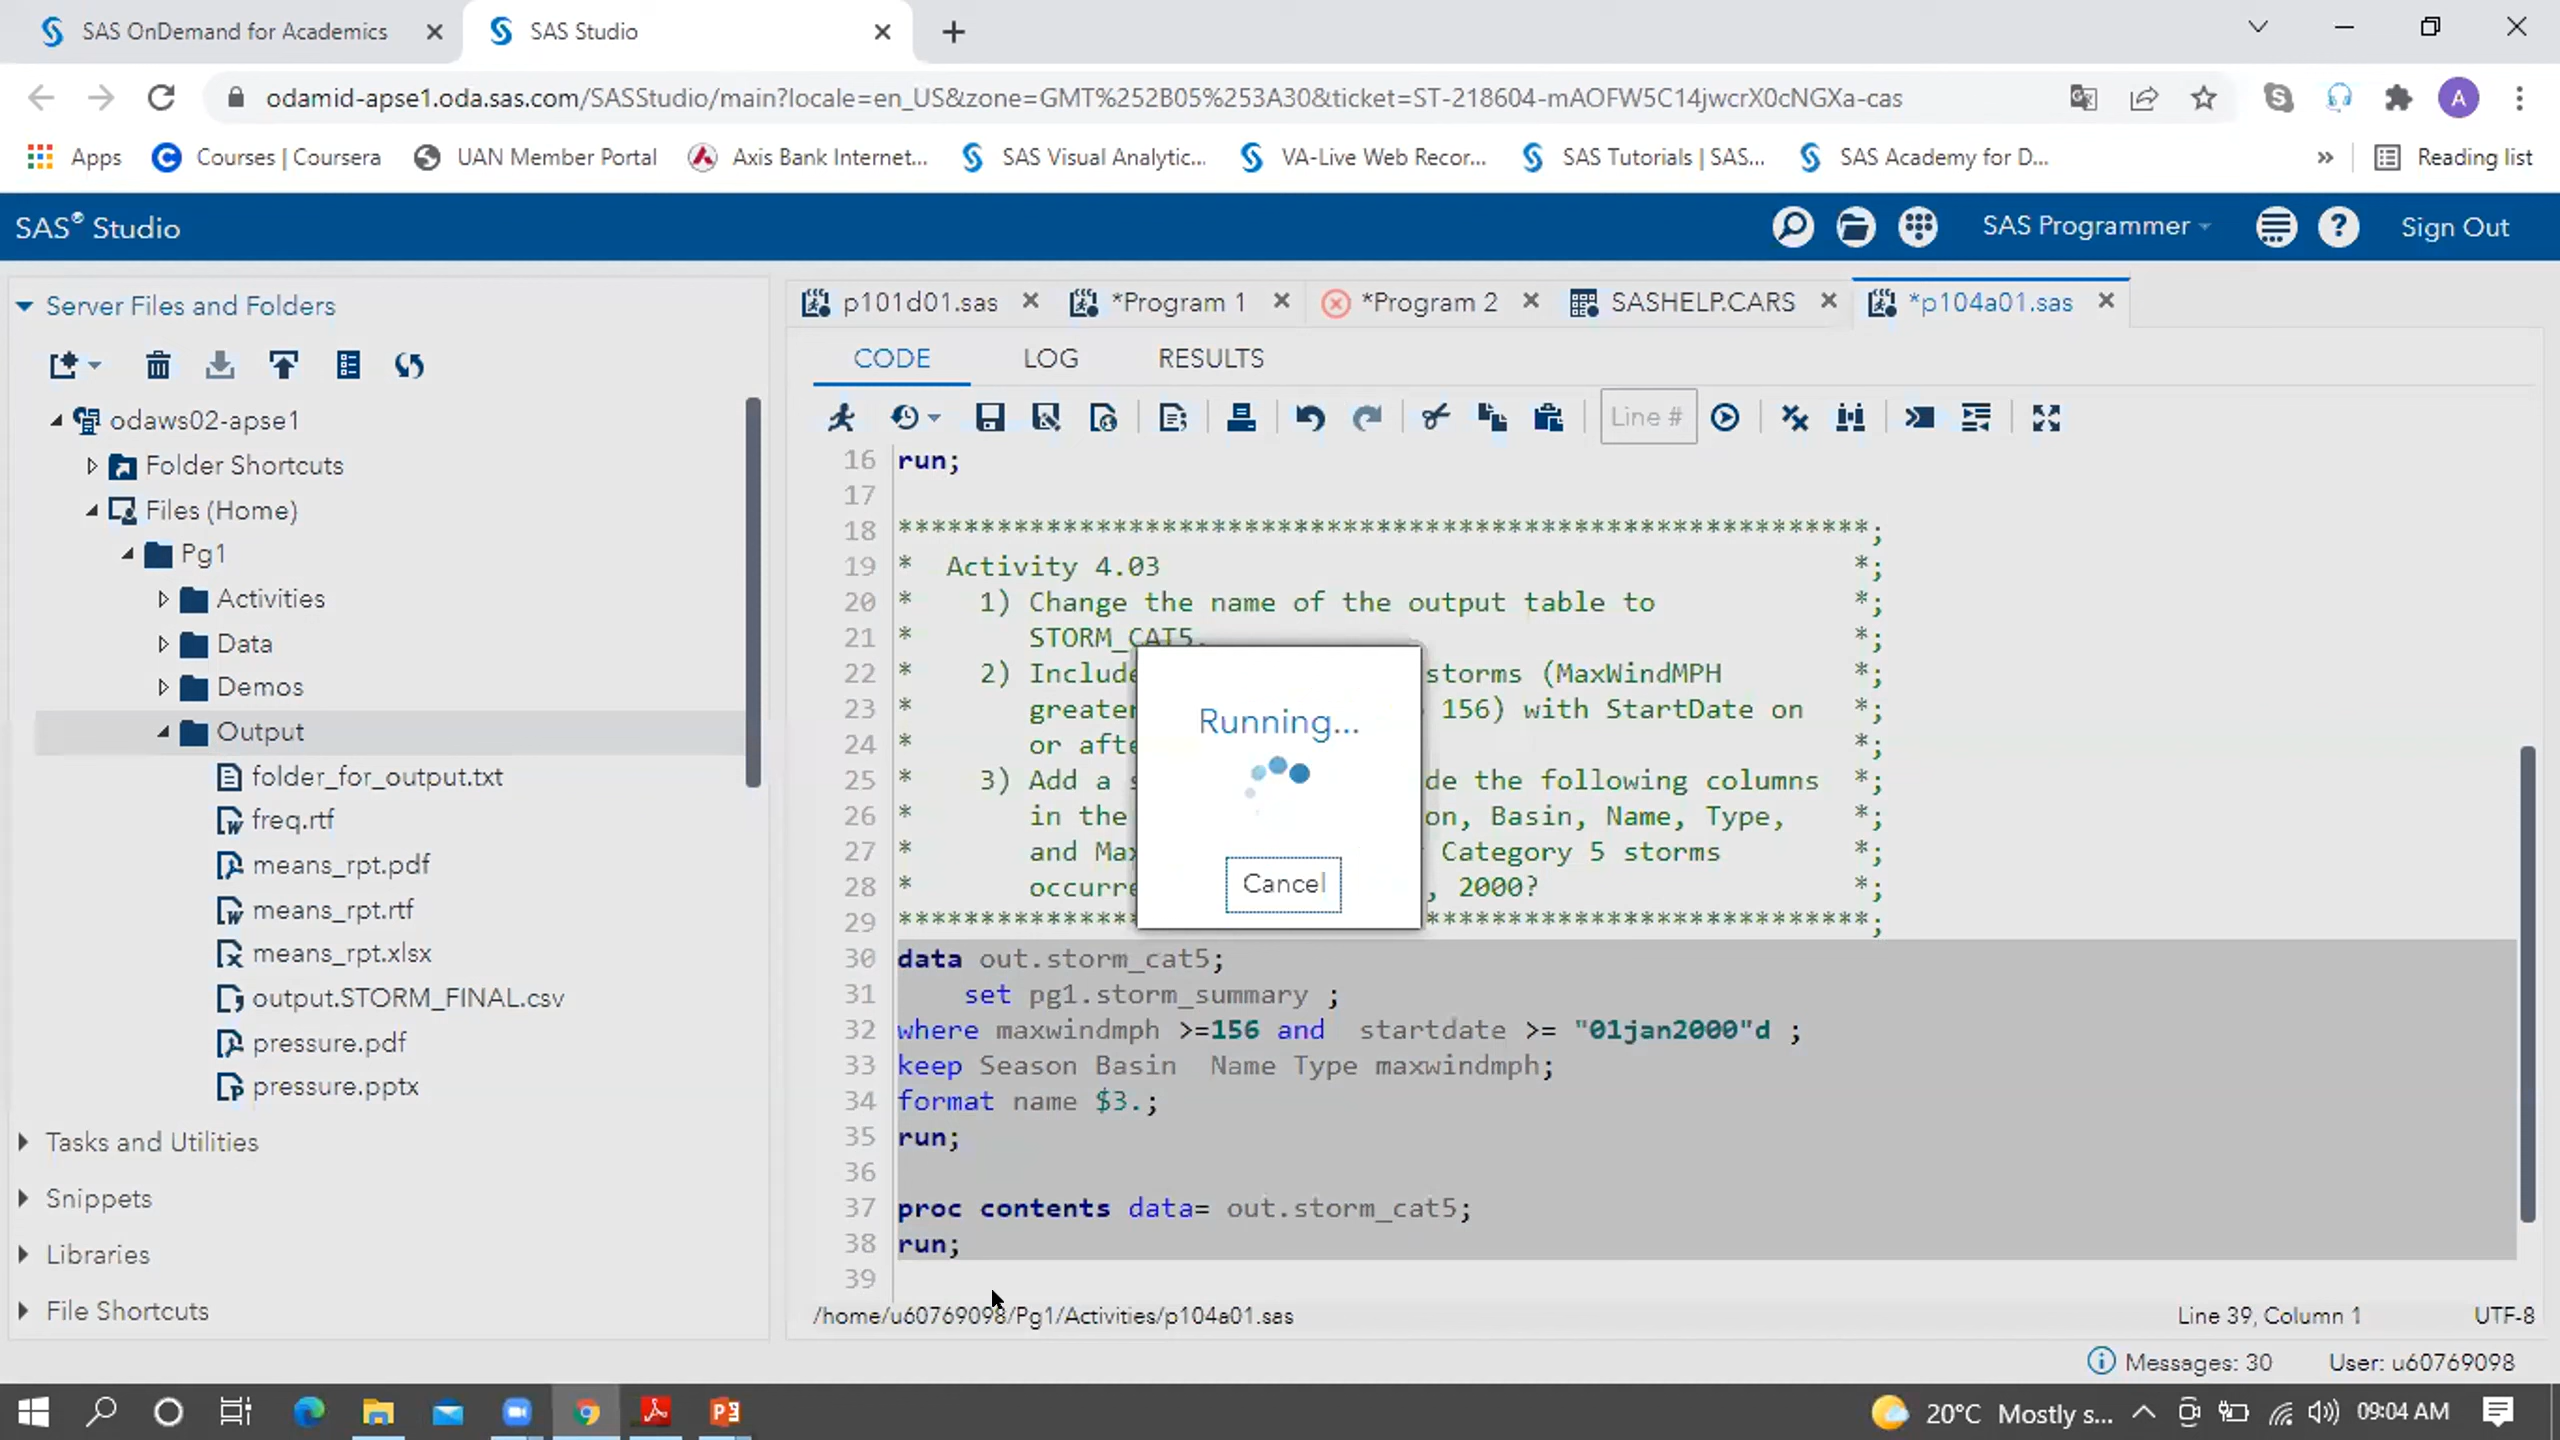 SAS OnDemand for Academics
SAS Studio
odamid-apse1.oda.sas.com/SASStudio/main?locale=en_US&zone=GMT%252B05%253A30&ticket=ST-218604-mAOFW5C14jwcrX0cNGXa-cas
A
Apps
Courses | Coursera
UAN Member Portal
Axis Bank Internet...
SAS Visual Analytic...
VA-Live Web Recor...
SAS Tutorials | SAS...
SAS Academy for D...
»
Reading list
SAS® Studio
SAS Programmer
Sign Out
Server Files and Folders
odaws02-apse1
Folder Shortcuts
Files (Home)
Pg1
Activities
Data
Demos
Output
folder_for_output.txt
freq.rtf
means_rpt.pdf
means_rpt.rtf
means_rpt.xlsx
output.STORM_FINAL.csv
pressure.pdf
pressure.pptx
Tasks and Utilities
Snippets
Libraries
File Shortcuts
p101d01.sas
*Program 1
*Program 2
SASHELP.CARS
*p104a01.sas
CODE
LOG
RESULTS
Line #
16 run;
17
18 ***********************************************************;
19 * Activity 4.03 *;
20 * 1) Change the name of the output table to *;
21 * STORM_CAT5. *;
22 * 2) Include storms (MaxWindMPH *;
23 * greater 156) with StartDate on *;
24 * or afte *;
25 * 3) Add a s de the following columns *;
26 * in the on, Basin, Name, Type, *;
27 * and Max Category 5 storms *;
28 * occurre , 2000? *;
29 ***********************************************************;
30 data out.storm_cat5;
31 set pg1.storm_summary ;
32 where maxwindmph >=156 and startdate >= "01jan2000"d ;
33 keep Season Basin Name Type maxwindmph;
34 format name $3.;
35 run;
36
37 proc contents data= out.storm_cat5;
38 run;
39
Running...
Cancel
/home/u60769098/Pg1/Activities/p104a01.sas
Line 39, Column 1
UTF-8
Messages: 30
User: u60769098
20°C Mostly s...
09:04 AM